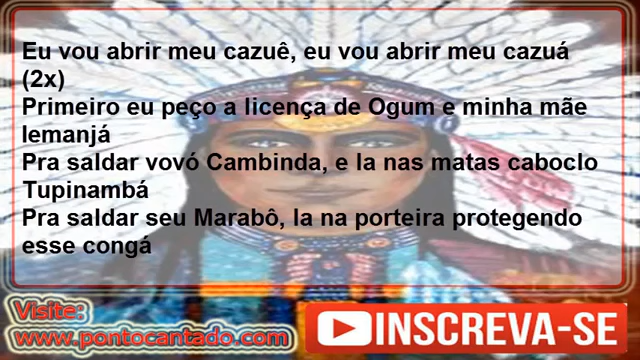 Eu vou abrir meu cazuê, eu vou abrir meu cazuá
(2x)
Primeiro eu peço a licença de Ogum e minha mãe
Iemanjá
Pra saldar vovó Cambinda, e la nas matas caboclo
Tupinambá
Pra saldar seu Marabô, la na porteira protegendo
esse congá
Visite:
www.pontocantado.com
INSCREVA-SE